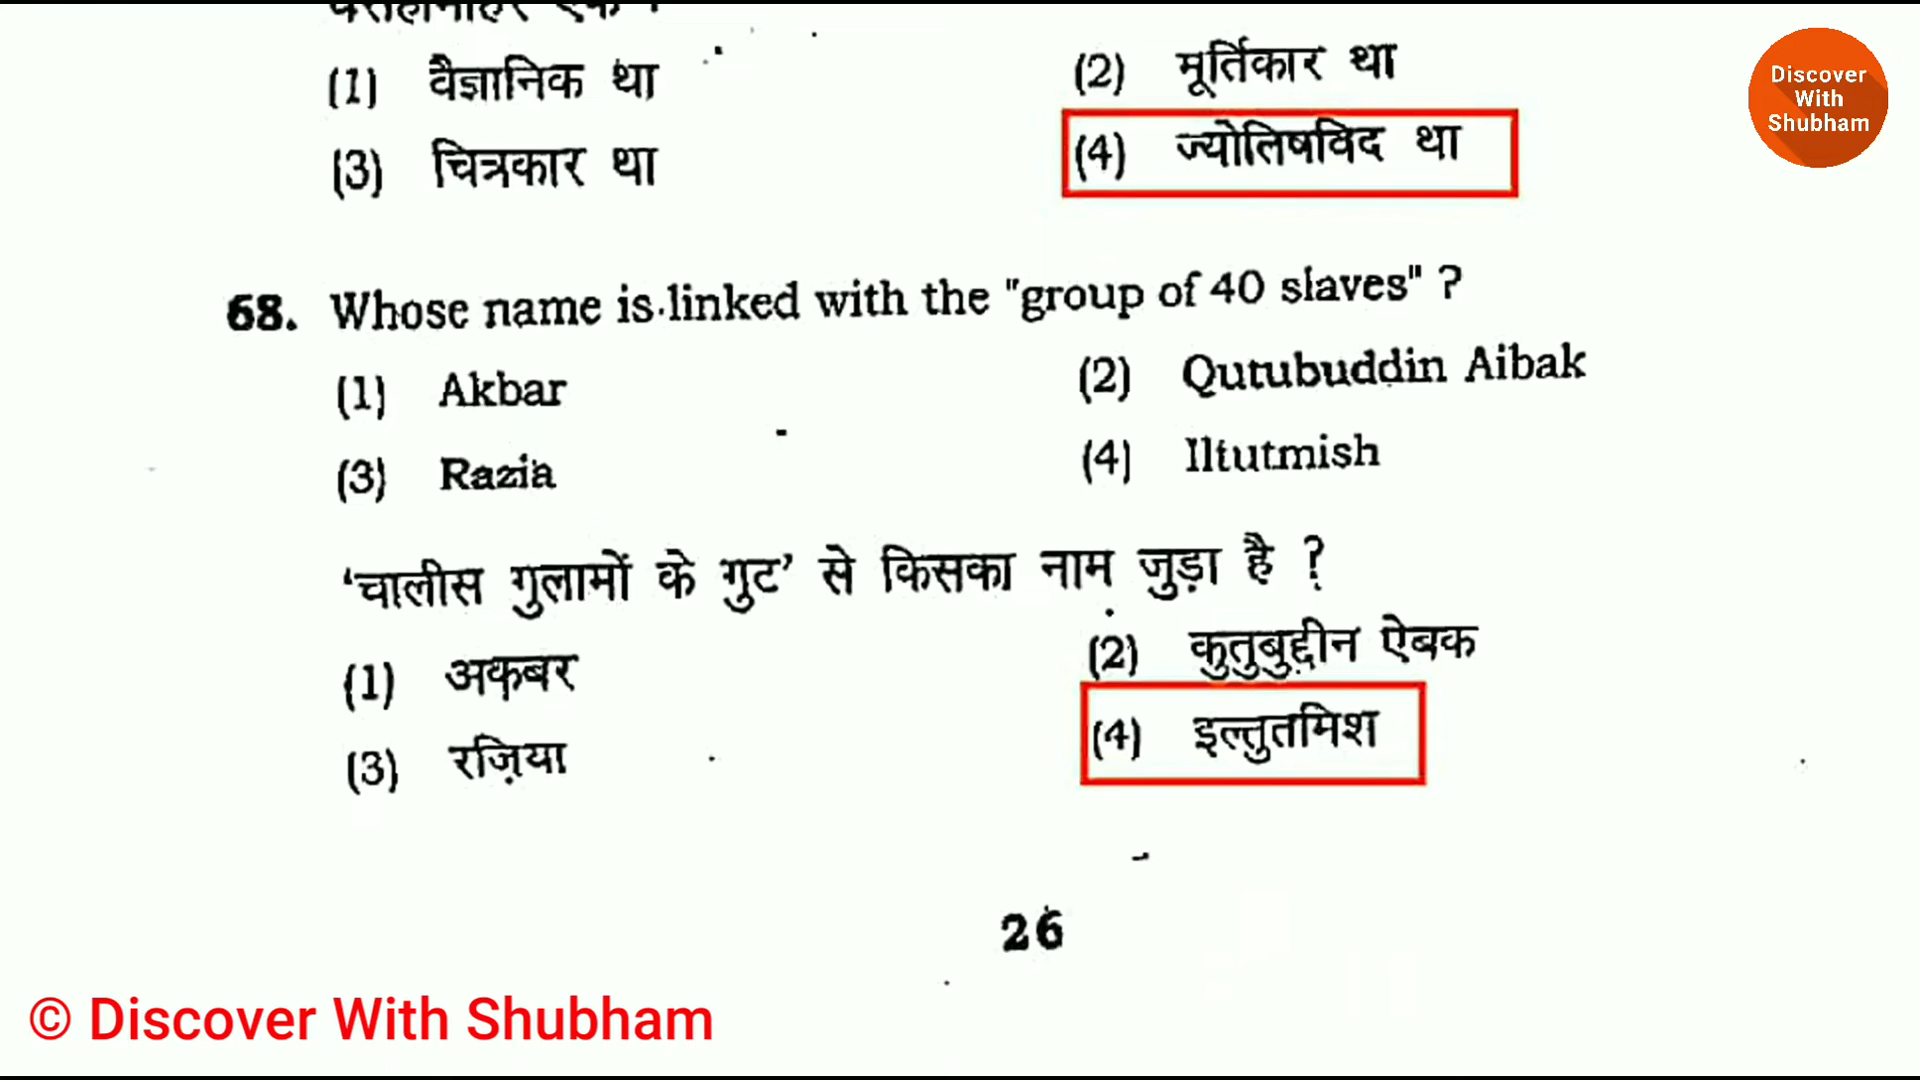 (1) वैज्ञानिक था (2) मूर्तिकार था
(3) चित्रकार था (4) ज्योतिषविद था
Discover
With
Shubham
68. Whose name is linked with the "group of 40 slaves" ?
(1) Akbar (2) Qutubuddin Aibak
(3) Razia (4) Iltutmish
‘चालीस गुलामों के गुट’ से किसका नाम जुड़ा है ?
(1) अक़बर (2) कुतुबुद्दीन ऐबक
(3) रज़िया (4) इल्तुतमिश
26
© Discover With Shubham